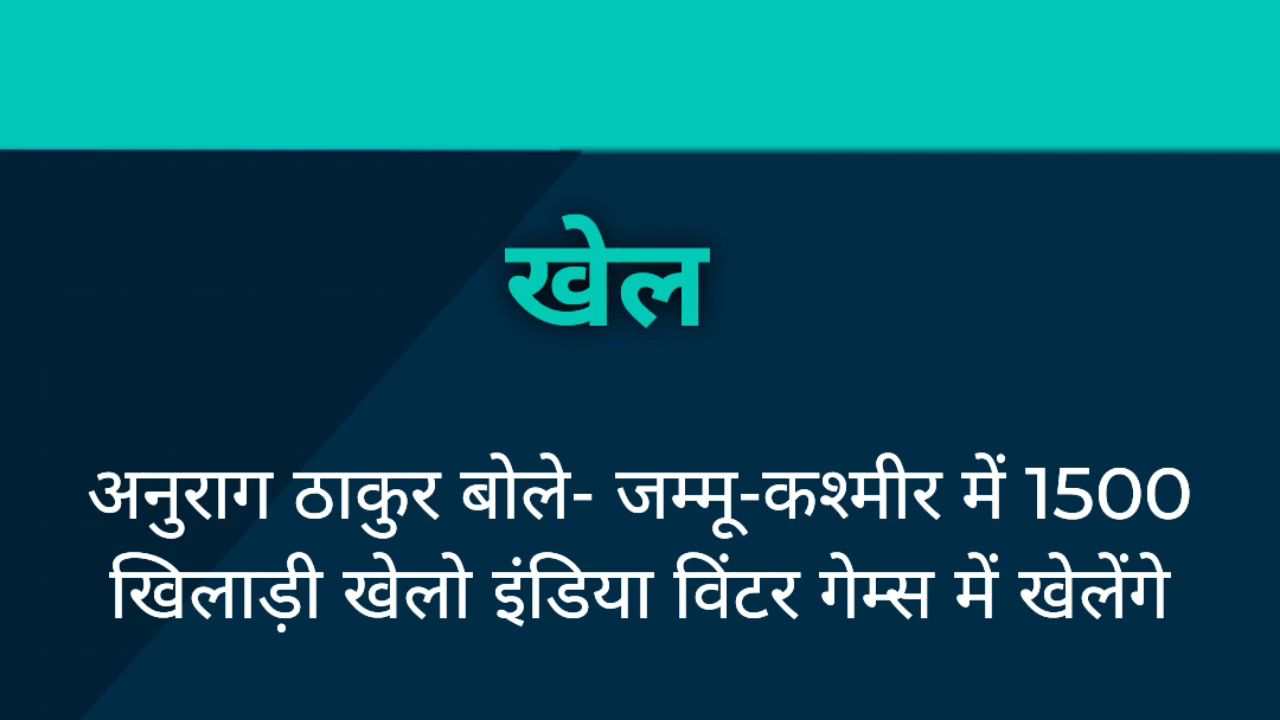 खेल
अनुराग ठाकुर बोले- जम्मू-कश्मीर में 1500
खिलाड़ी खेलो इंडिया विंटर गेम्स में खेलेंगे